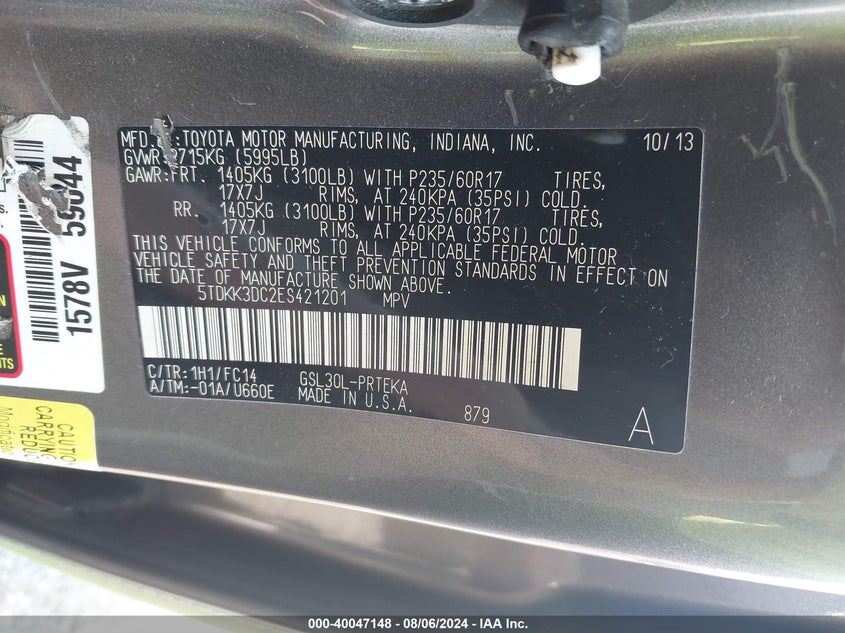 MFD. BY:TOYOTA MOTOR MANUFACTURING, INDIANA, INC. 10/13
GVWR:2715KG (5995LB)
GAWR:FRT. 1405KG (3100LB) WITH P235/60R17 TIRES,
17X7J RIMS, AT 240KPA (35PSI) COLD.
RR. 1405KG (3100LB) WITH P235/60R17 TIRES,
17X7J RIMS, AT 240KPA (35PSI) COLD.
THIS VEHICLE CONFORMS TO ALL APPLICABLE FEDERAL MOTOR
VEHICLE SAFETY AND THEFT PREVENTION STANDARDS IN EFFECT ON
THE DATE OF MANUFACTURE SHOWN ABOVE.
5TDKK3DC2ES421201 MPV
C/TR:1H1/FC14 GSL30L-PRTEKA
A/TM:-01A/U660E MADE IN U.S.A. 879 A
1578V 59044
CAUTIO
CARRYING
REDUC
Modificat
000-40047148 - 08/06/2024 - IAA Inc.